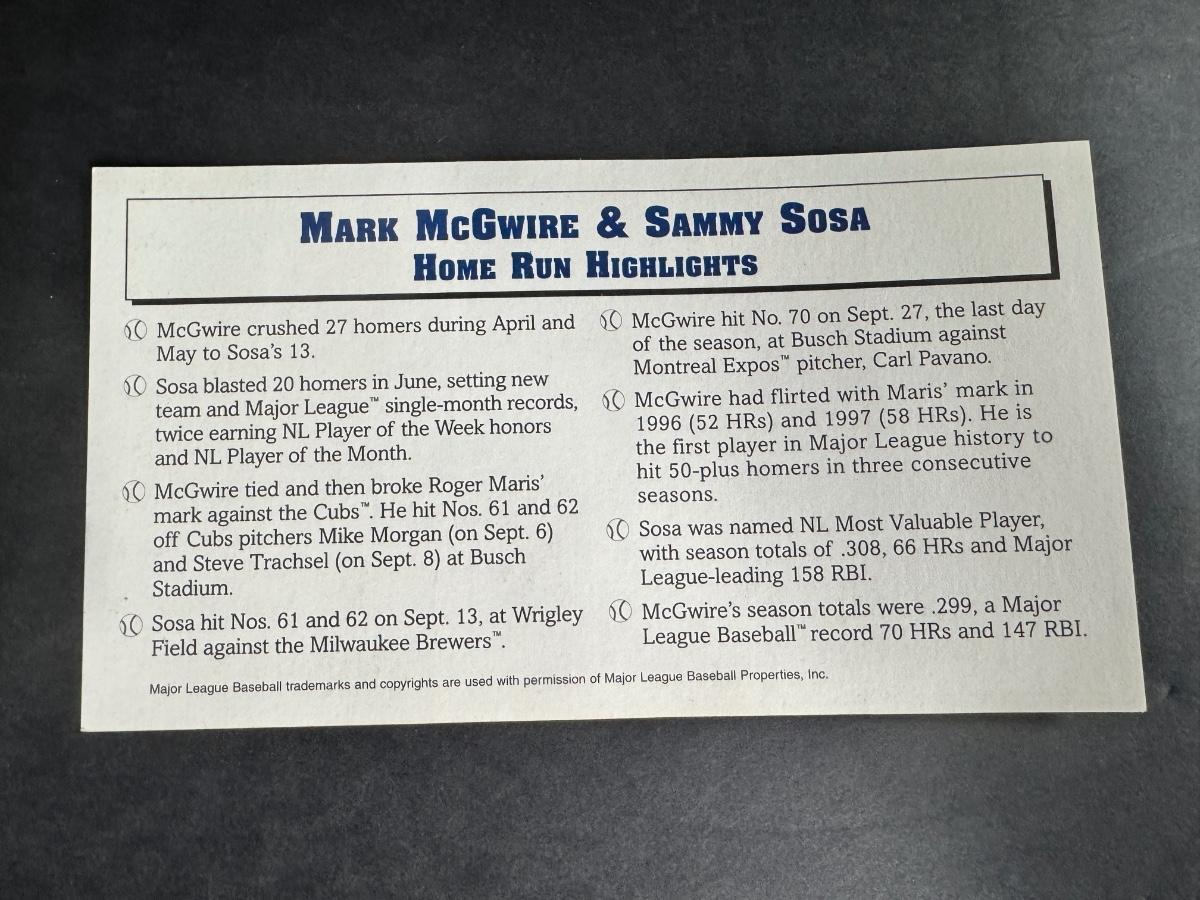 MARK MCGWIRE & SAMMY SOSA
HOME RUN HIGHLIGHTS
McGwire crushed 27 homers during April and
May to Sosa's 13.
Sosa blasted 20 homers in June, setting new
team and Major League™ single-month records,
twice earning NL Player of the Week honors
and NL Player of the Month.
McGwire tied and then broke Roger Maris'
mark against the Cubs™. He hit Nos. 61 and 62
off Cubs pitchers Mike Morgan (on Sept. 6)
and Steve Trachsel (on Sept. 8) at Busch
Stadium.
Sosa hit Nos. 61 and 62 on Sept. 13, at Wrigley
Field against the Milwaukee Brewers™.
McGwire hit No. 70 on Sept. 27, the last day
of the season, at Busch Stadium against
Montreal Expos™ pitcher, Carl Pavano.
McGwire had flirted with Maris' mark in
1996 (52 HRs) and 1997 (58 HRs). He is
the first player in Major League history to
hit 50-plus homers in three consecutive
seasons.
Sosa was named NL Most Valuable Player,
with season totals of .308, 66 HRs and Major
League-leading 158 RBI.
McGwire's season totals were .299, a Major
League Baseball™ record 70 HRs and 147 RBI.
Major League Baseball trademarks and copyrights are used with permission of Major League Baseball Properties, Inc.